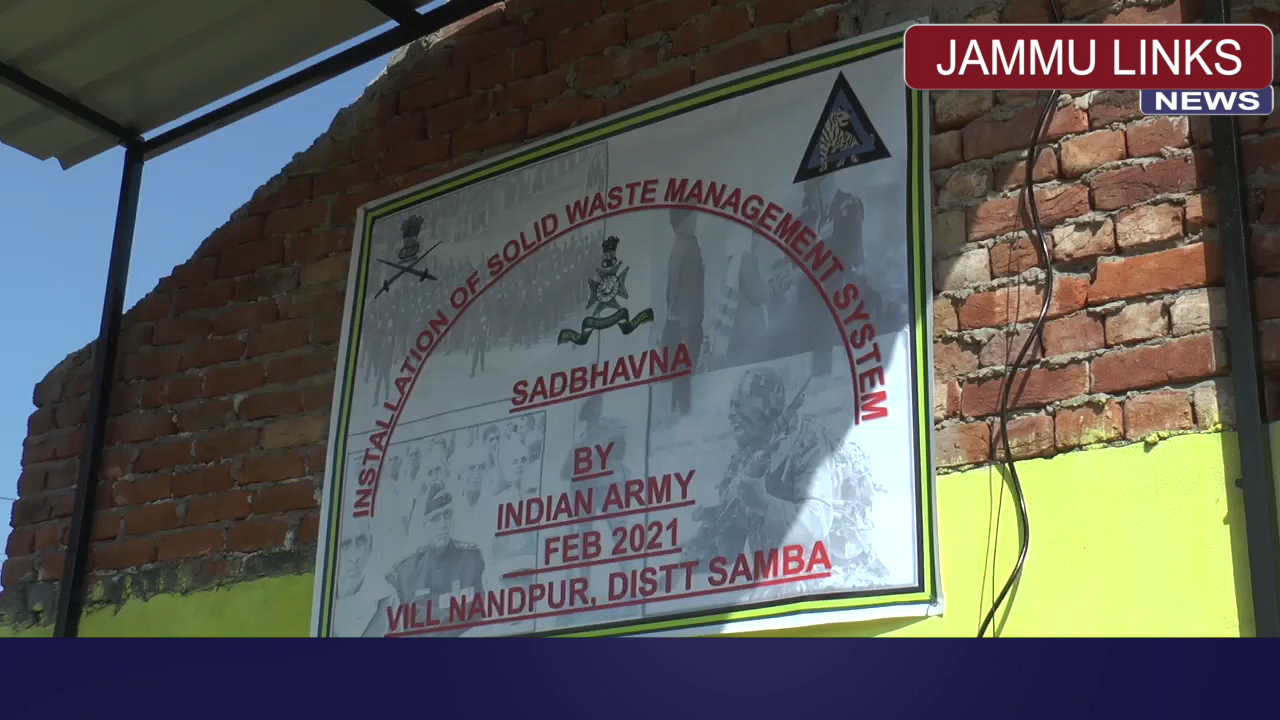 JAMMU LINKS
NEWS
INSTALLATION OF SOLID WASTE MANAGEMENT SYSTEM
SADBHAVNA
BY
INDIAN ARMY
FEB 2021
VILL NANDPUR, DISTT SAMBA